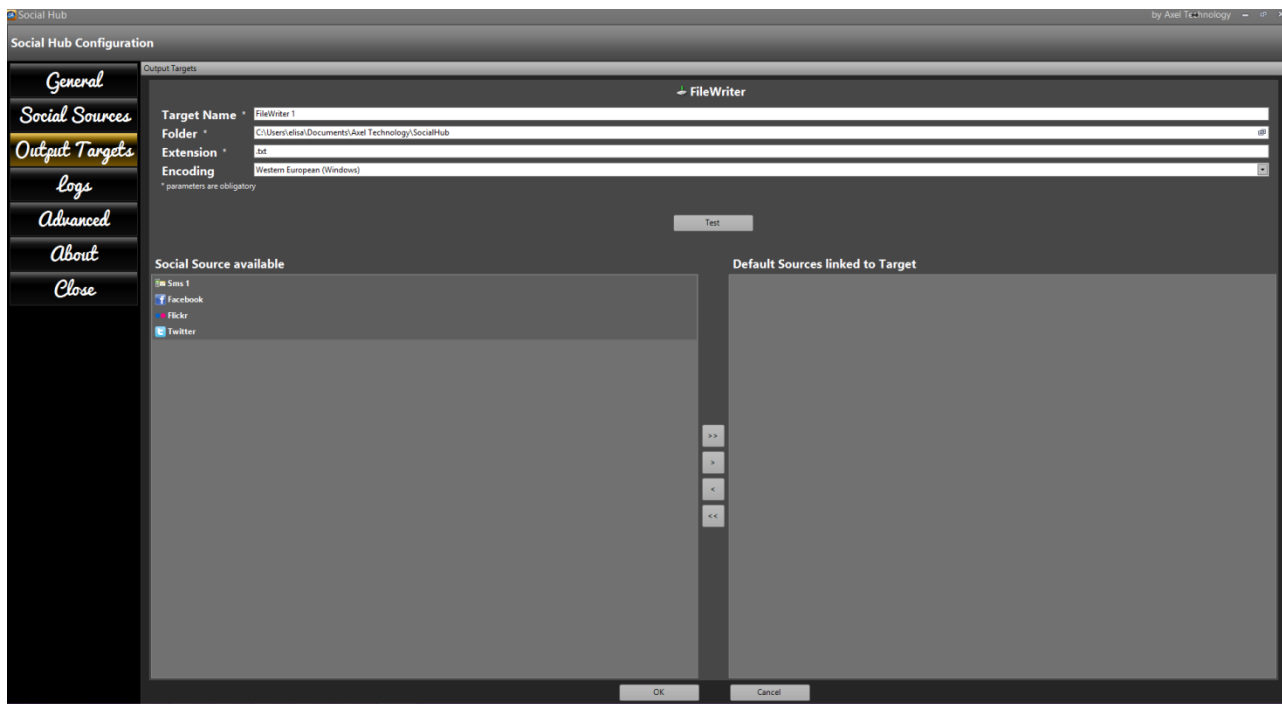 Social Hub by Axel Technology
Social Hub Configuration
General
Social Sources
Output Targets
Logs
Advanced
About
Close
Output Targets
FileWriter
Target Name * FileWriter 1
Folder * C:\Users\elisa\Documents\Axel Technology\SocialHub
Extension * .txt
Encoding Western European (Windows)
* parameters are obligatory
Test
Social Source available
Sms 1
Facebook
Flickr
Twitter
>>
>
<
<<
Default Sources linked to Target
OK Cancel